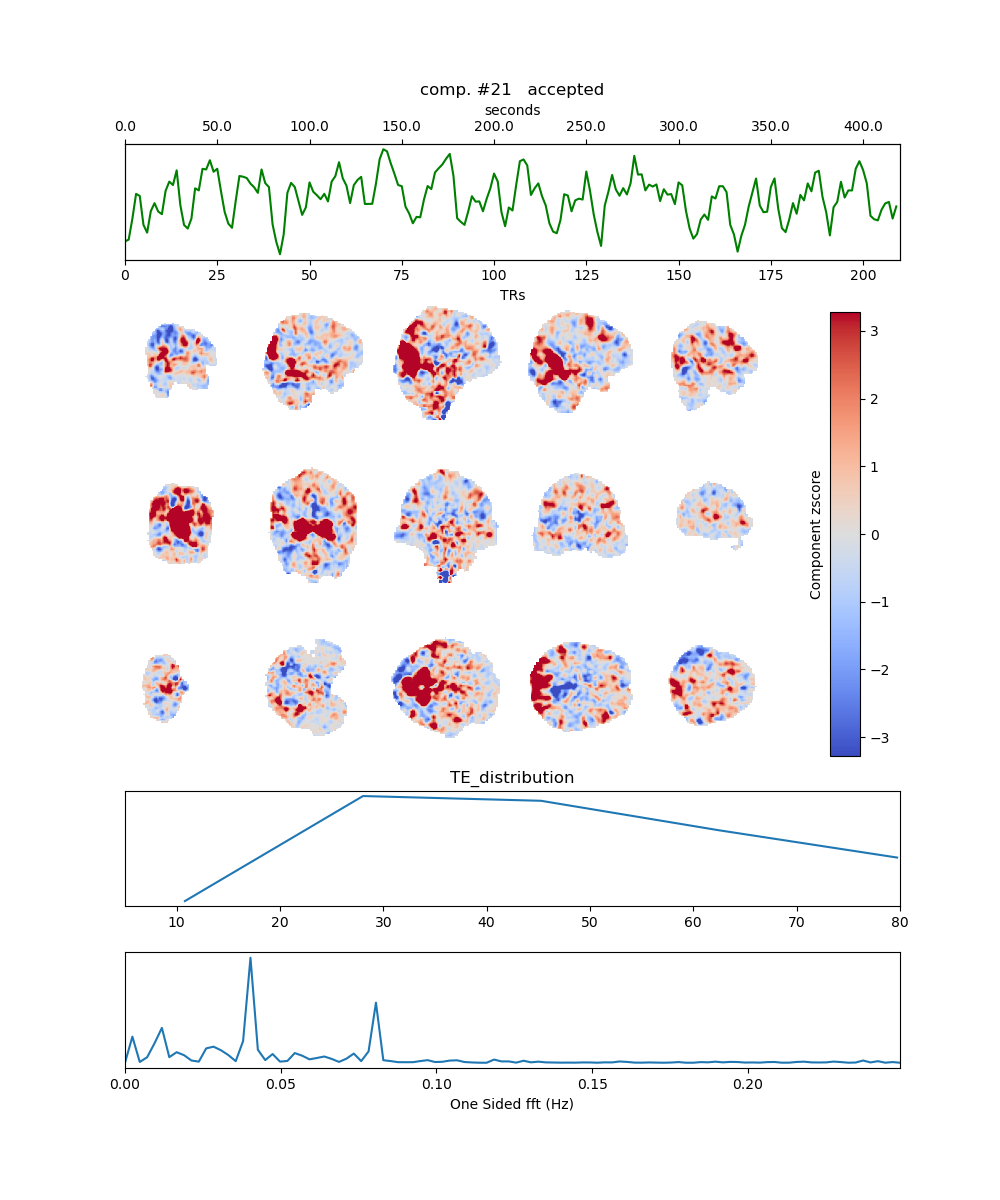 comp. #21   accepted
seconds
0.0 50.0 100.0 150.0 200.0 250.0 300.0 350.0 400.0
0 25 50 75 100 125 150 175 200
TRs
3
2
1
0
−1
−2
−3
Component zscore
TE_distribution
10 20 30 40 50 60 70 80
0.00 0.05 0.10 0.15 0.20
One Sided fft (Hz)